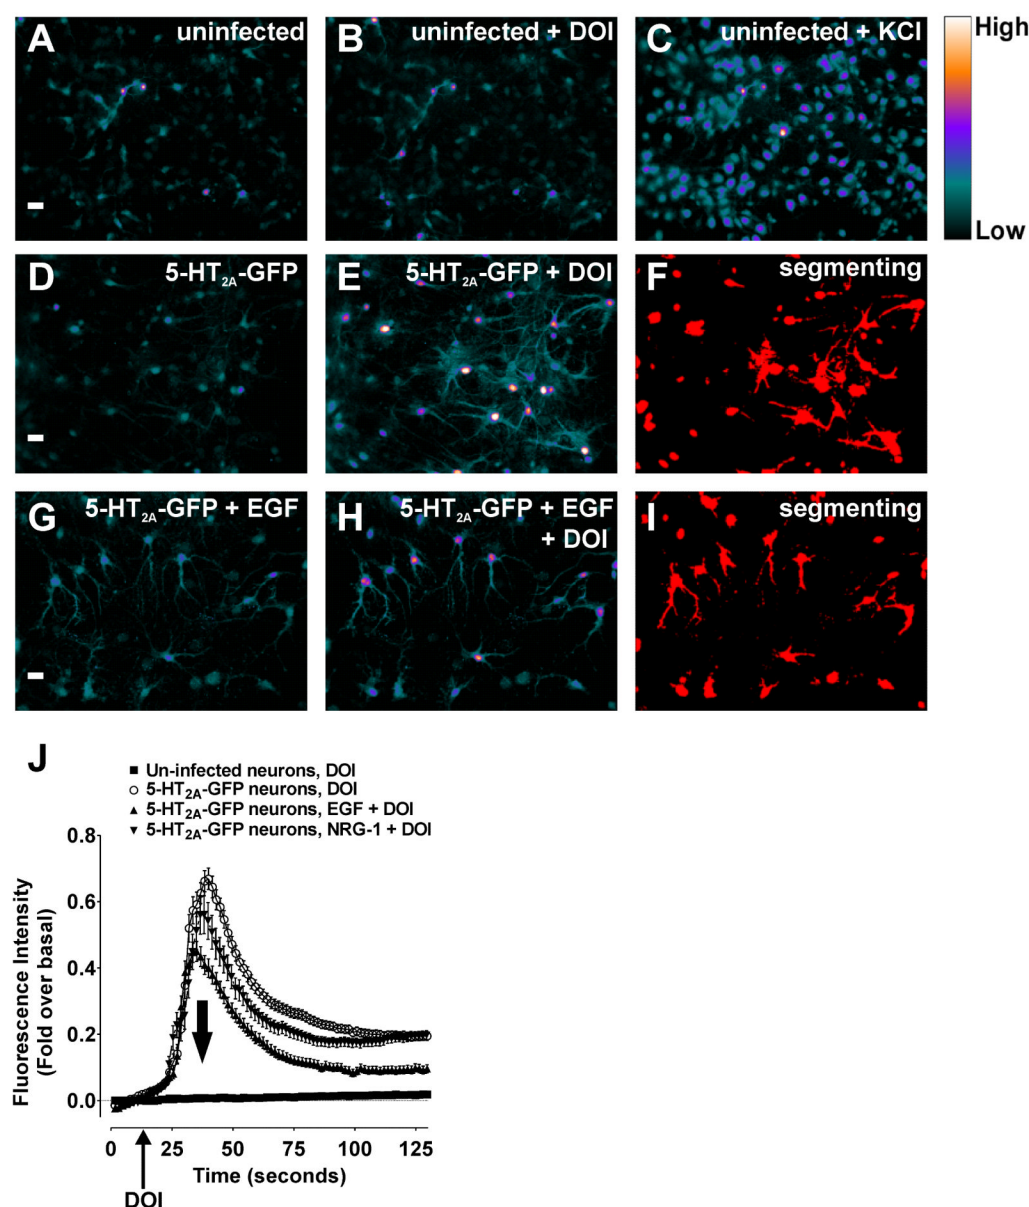 A uninfected
B uninfected + DOI
C uninfected + KCl
High
Low
D 5-HT2A-GFP
E 5-HT2A-GFP + DOI
F segmenting
G 5-HT2A-GFP + EGF
H 5-HT2A-GFP + EGF
+ DOI
I segmenting
J
Un-infected neurons, DOI
5-HT2A-GFP neurons, DOI
5-HT2A-GFP neurons, EGF + DOI
5-HT2A-GFP neurons, NRG-1 + DOI
Fluorescence Intensity
(Fold over basal)
0.8
0.6
0.4
0.2
0.0
0 25 50 75 100 125
Time (seconds)
DOI